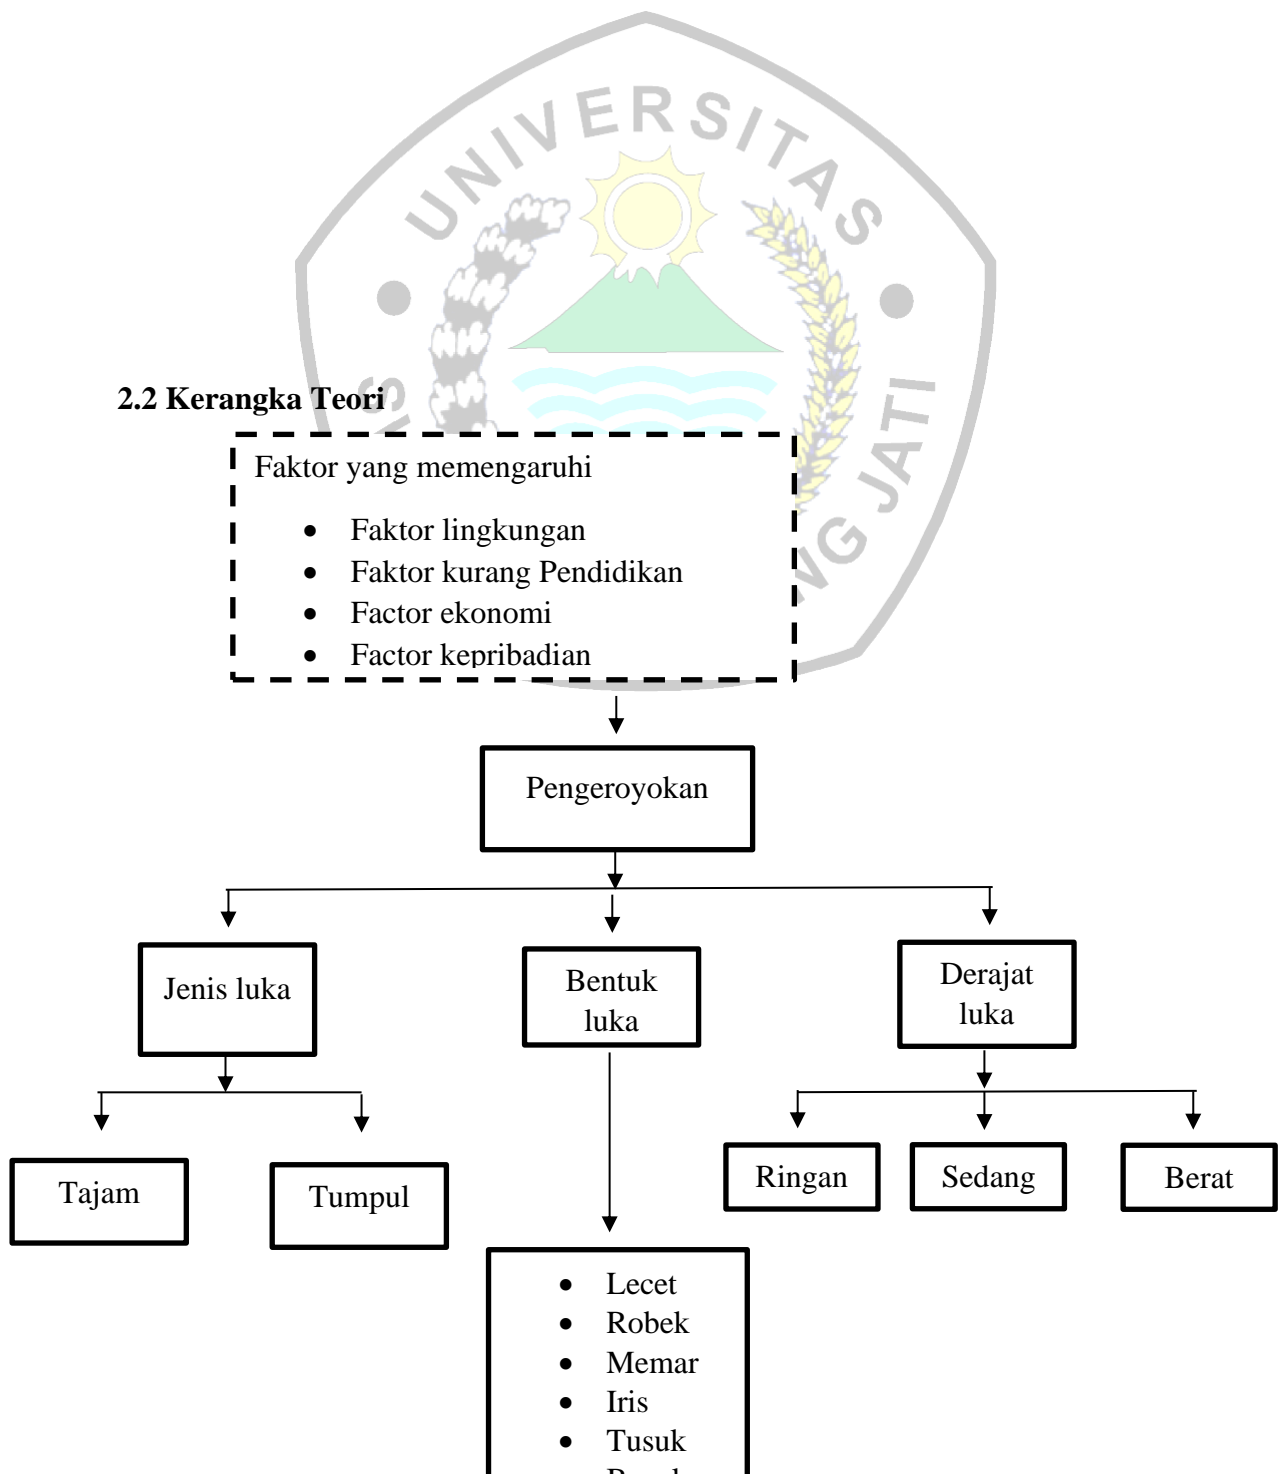 UNIVERSITAS
JATI
2.2 Kerangka Teori
Faktor yang memengaruhi
• Faktor lingkungan
• Faktor kurang Pendidikan
• Factor ekonomi
• Factor kepribadian
Pengeroyokan
Jenis luka
Bentuk
luka
Derajat
luka
Tajam
Tumpul
Ringan
Sedang
Berat
• Lecet
• Robek
• Memar
• Iris
• Tusuk